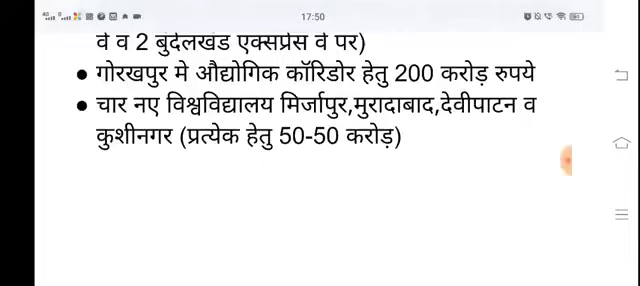 17:50
वे व 2 बुंदेलखंड एक्सप्रेस वे पर)
● गोरखपुर मे औद्योगिक कॉरिडोर हेतु 200 करोड़ रुपये
● चार नए विश्वविद्यालय मिर्जापुर,मुरादाबाद,देवीपाटन व
कुशीनगर (प्रत्येक हेतु 50-50 करोड़)